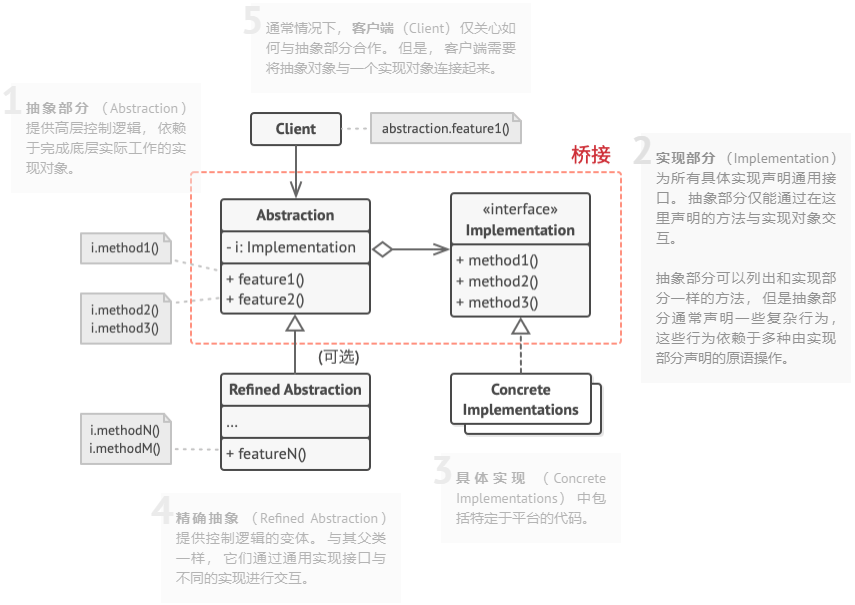 5
通常情况下， 客户端 （Client） 仅关心如
何与抽象部分合作。 但是， 客户端需要
将抽象对象与一个实现对象连接起来。
1
抽象部分 （Abstraction）
提供高层控制逻辑， 依赖
于完成底层实际工作的实
现对象。
Client
abstraction.feature1()
桥接
2
实现部分 （Implementation）
为所有具体实现声明通用接
口。 抽象部分仅能通过在这
里声明的方法与实现对象交
互。
抽象部分可以列出和实现部
分一样的方法， 但是抽象部
分通常声明一些复杂行为，
这些行为依赖于多种由实现
部分声明的原语操作。
Abstraction
- i: Implementation
+ feature1()
+ feature2()
«interface»
Implementation
+ method1()
+ method2()
+ method3()
i.method1()
i.method2()
i.method3()
(可选)
Refined Abstraction
...
+ featureN()
Concrete
Implementations
i.methodN()
i.methodM()
3
具体实现 （Concrete
Implementations） 中包
括特定于平台的代码。
4
精确抽象 （Refined Abstraction）
提供控制逻辑的变体。 与其父类
一样， 它们通过通用实现接口与
不同的实现进行交互。